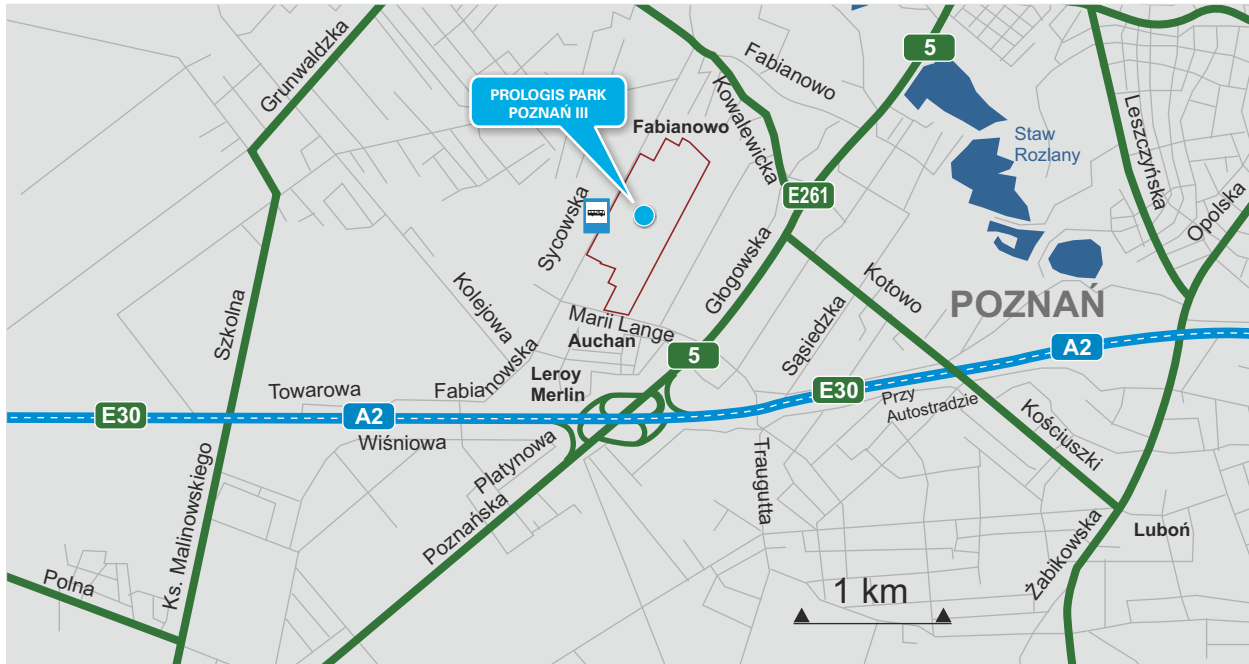 Grunwaldzka
5
Fabianowo
PROLOGIS PARK
POZNAŃ III
Kowalewicka
Fabianowo
Leszczyńska
Staw
Rozlany
E261
Sycowska
Opolska
Głogowska
Kotowo
Kolejowa
POZNAŃ
Szkolna
Marii Lange
Auchan
Sąsiedzka
A2
5
Fabianowska
Leroy
Merlin
Towarowa
E30
A2
E30
Przy
Autostradzie
Wiśniowa
Platynowa
Kościuszki
Traugutta
Poznańska
Ks. Malinowskiego
Luboń
Żabikowska
Polna
1 km